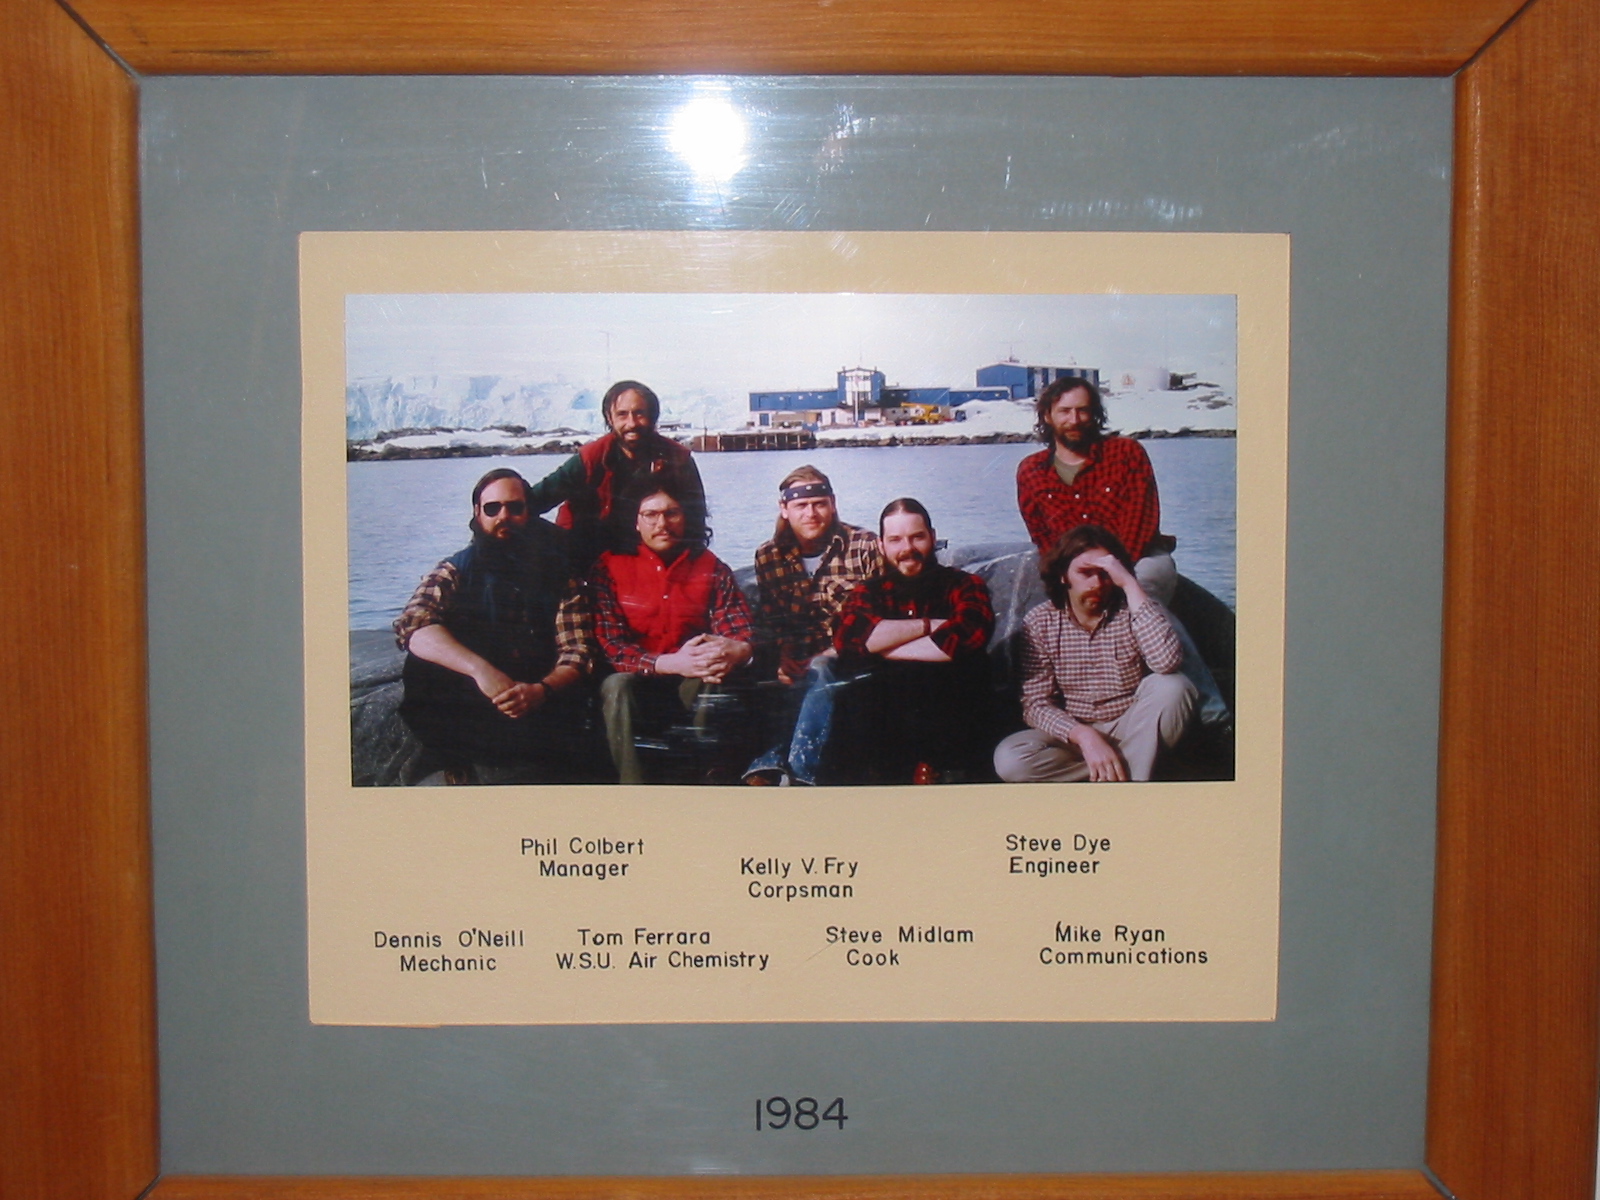 Phil Colbert
Manager
Kelly V. Fry
Corpsman
Steve Dye
Engineer
Dennis O'Neill
Mechanic
Tom Ferrara
W.S.U. Air Chemistry
Steve Midlam
Cook
Mike Ryan
Communications
1984